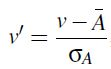 v′ = (v − Ā) / σ_A